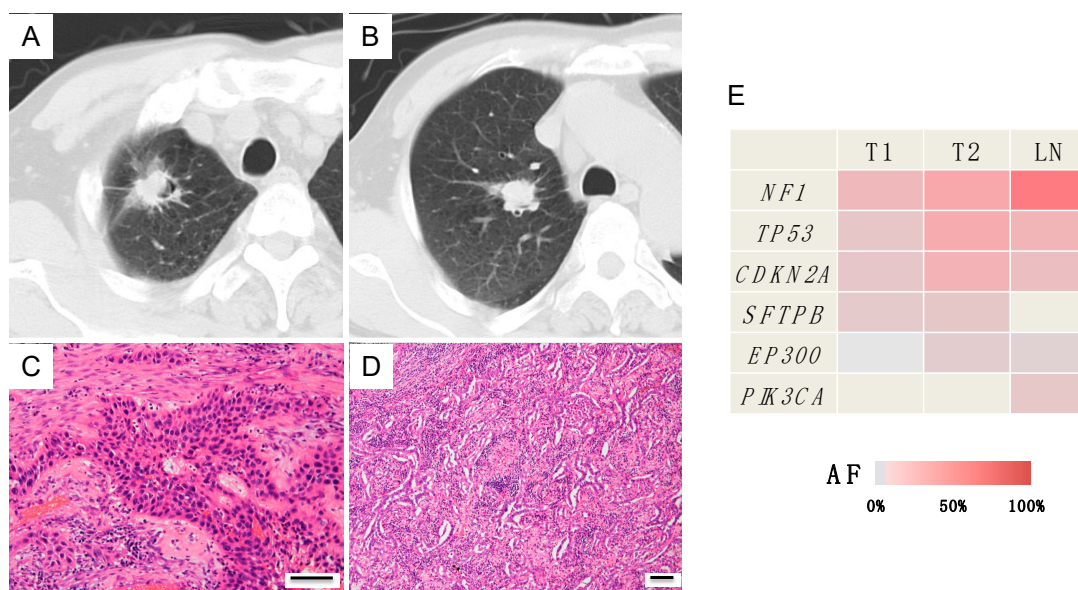 A
B
C
D
E
T1 T2 LN
NF1
TP53
CDKN2A
SFTPB
EP300
PIK3CA
AF
0% 50% 100%